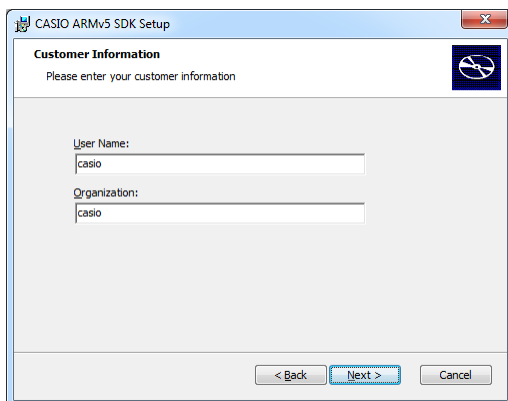 CASIO ARMv5 SDK Setup
Customer Information
Please enter your customer information
User Name:
casio
Organization:
casio
< Back Next > Cancel